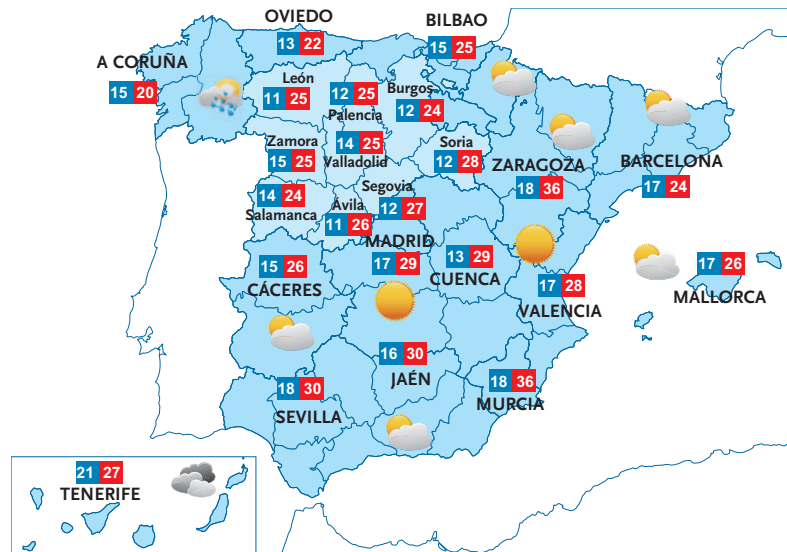 OVIEDO
13 22
BILBAO
15 25
A CORUÑA
15 20
León
11 25
12 25
Palencia
Burgos
12 24
Zamora
15 25
14 25
Valladolid
Soria
12 28
ZARAGOZA
18 36
BARCELONA
17 24
14 24
Salamanca
Segovia
12 27
Ávila
11 26
MADRID
17 29
13 29
CUENCA
15 26
CÁCERES
17 28
VALENCIA
17 26
MALLORCA
16 30
JAÉN
18 30
SEVILLA
18 36
MURCIA
21 27
TENERIFE